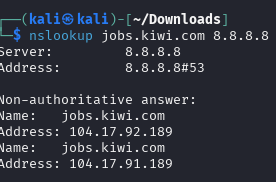 ┌──(kali㉿kali)-[~/Downloads]
└─$ nslookup jobs.kiwi.com 8.8.8.8
Server:         8.8.8.8
Address:        8.8.8.8#53

Non-authoritative answer:
Name:   jobs.kiwi.com
Address: 104.17.92.189
Name:   jobs.kiwi.com
Address: 104.17.91.189